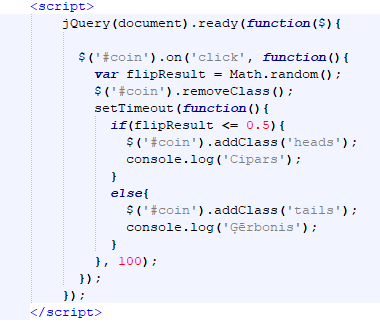 <script>
jQuery(document).ready(function($){
$('#coin').on('click', function(){
var flipResult = Math.random();
$('#coin').removeClass();
setTimeout(function(){
if(flipResult <= 0.5){
$('#coin').addClass('heads');
console.log('Cipars');
}
else{
$('#coin').addClass('tails');
console.log('Ģērbonis');
}
}, 100);
});
});
</script>